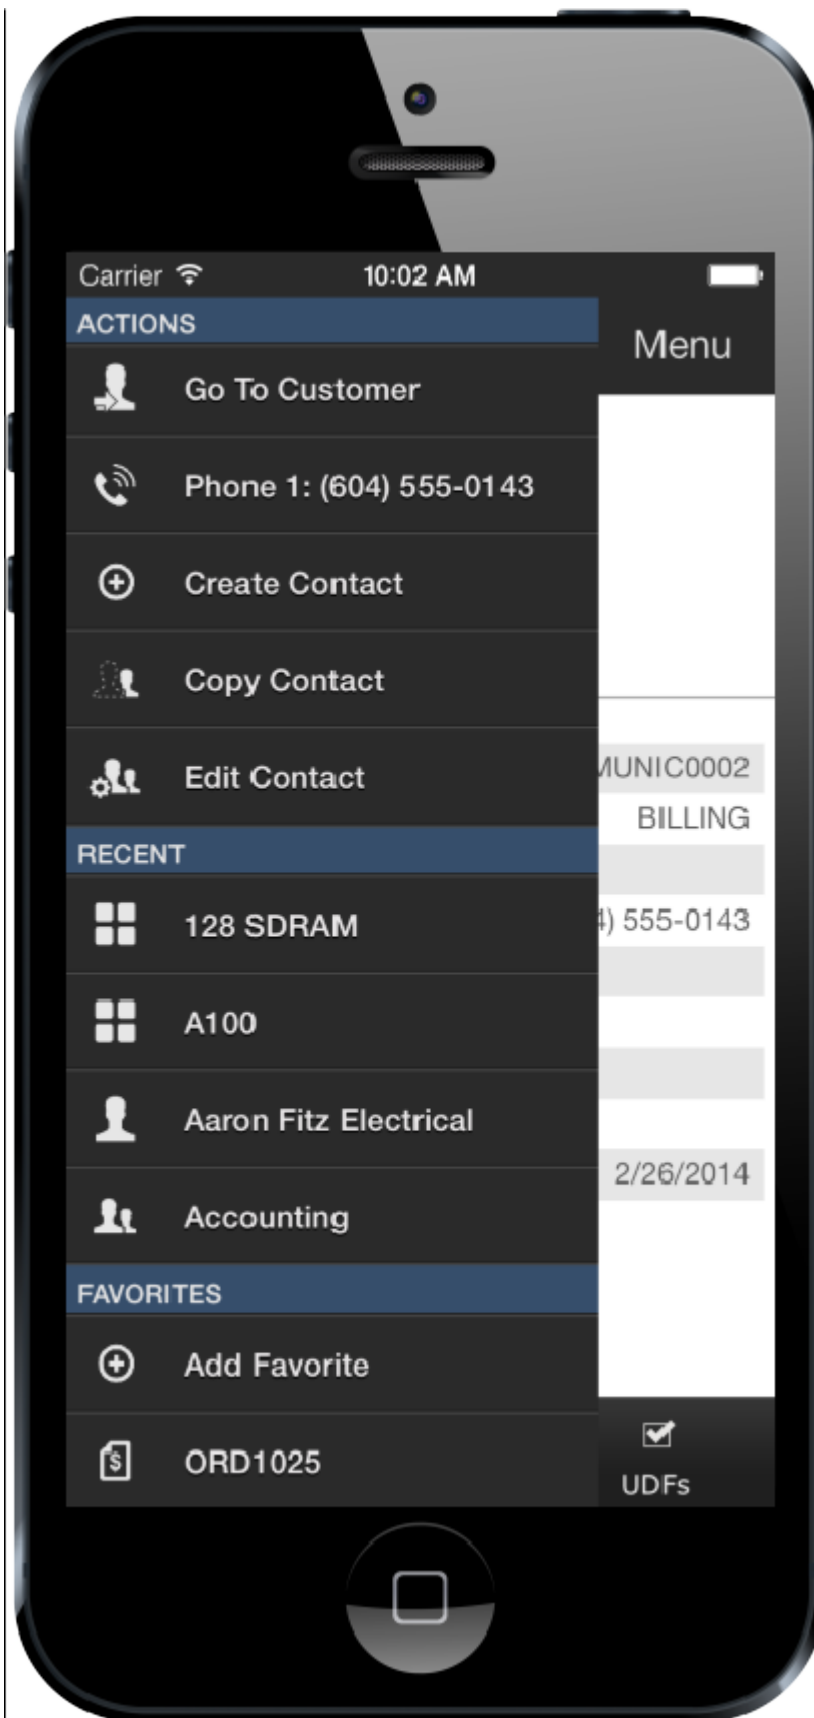 Carrier 10:02 AM
ACTIONS
Menu
Go To Customer
Phone 1: (604) 555-0143
Create Contact
Copy Contact
Edit Contact
MUNIC0002
BILLING
RECENT
128 SDRAM
4) 555-0143
A100
Aaron Fitz Electrical
2/26/2014
Accounting
FAVORITES
Add Favorite
ORD1025
UDFs